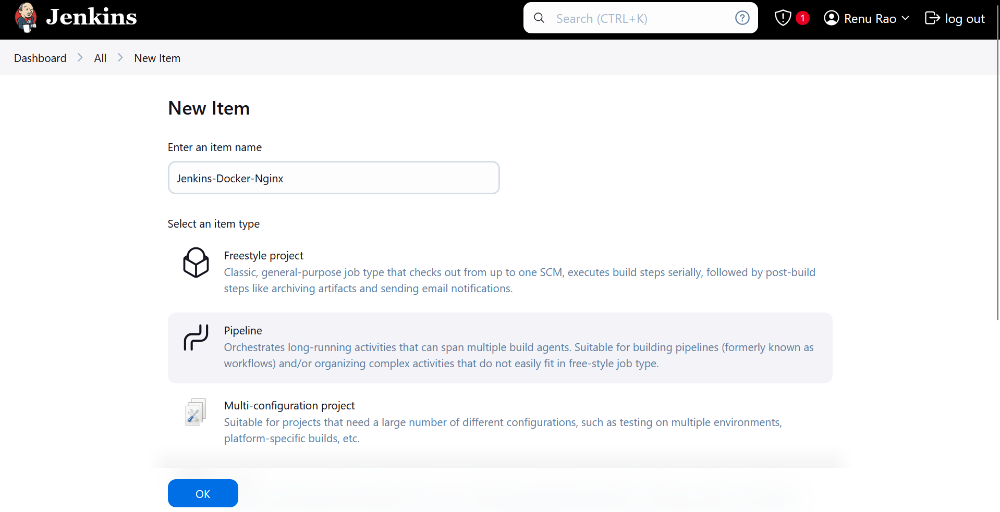 Jenkins
Search (CTRL+K)
?
1
Renu Rao
log out
Dashboard > All > New Item
New Item
Enter an item name
Jenkins-Docker-Nginx
Select an item type
Freestyle project
Classic, general-purpose job type that checks out from up to one SCM, executes build steps serially, followed by post-build
steps like archiving artifacts and sending email notifications.
Pipeline
Orchestrates long-running activities that can span multiple build agents. Suitable for building pipelines (formerly known as
workflows) and/or organizing complex activities that do not easily fit in free-style job type.
Multi-configuration project
Suitable for projects that need a large number of different configurations, such as testing on multiple environments,
platform-specific builds, etc.
OK